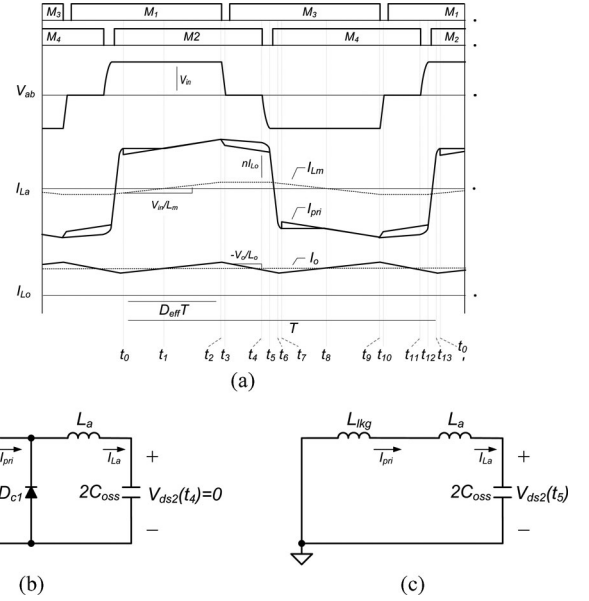 M3 M1 M3 M1
M4 M2 M4 M2
Vab Vin
nILo ILm
ILa
Vin/Lm Ipri
-Vo/Lo Io
ILo
DeffT
T
t0 t1 t2 t3 t4 t5 t6 t7 t8 t9 t10 t11 t12 t13 t0
(a)
La
Ipri ILa +
Dc1 2Coss Vds2(t4)=0
−
(b)
Llkg La
Ipri ILa +
2Coss Vds2(t5)
−
(c)